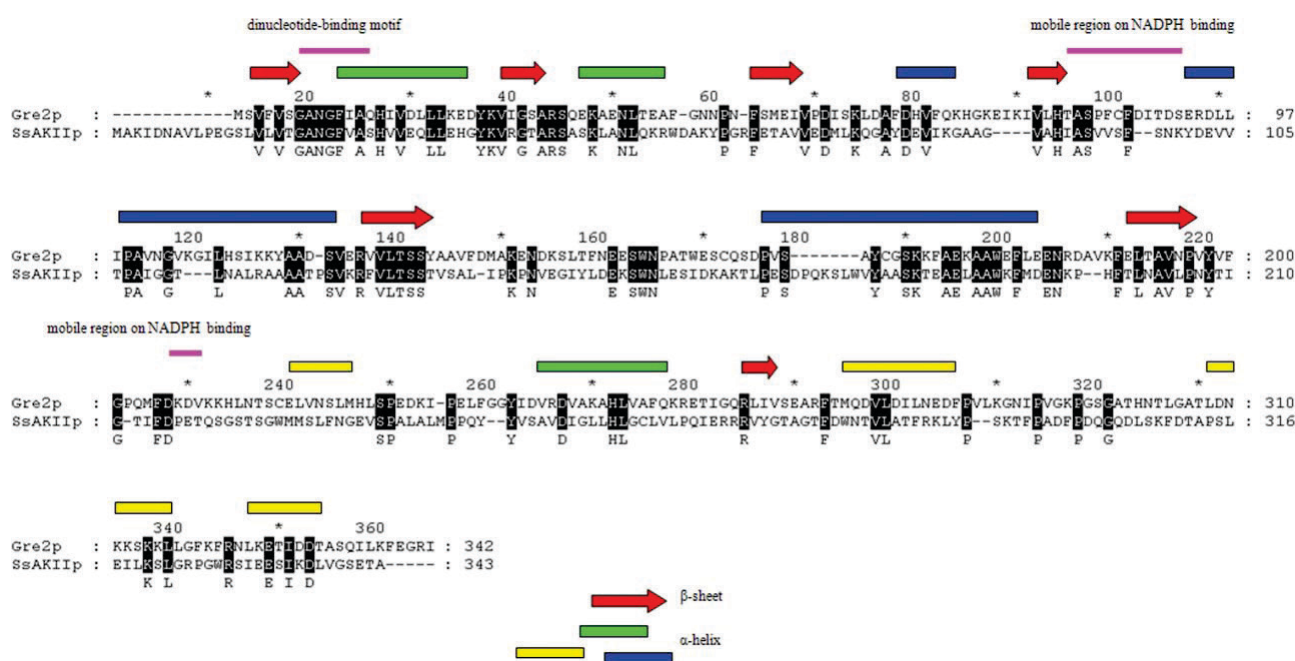 dinucleotide-binding motif
mobile region on NADPH binding
* 20 * 40 * 60 * 80 * 100 *
Gre2p : ------------MSVFVSGANGFIAQHIVDLLLKEDYKVIGSARSQEKAENLTEAF-GNNPN-FSMEIVPDISKLDAFDHVFQKHGKEIKIVLHTASPFCFDITDSERDLL : 97
SsAKIIp : MAKIDNAVLPEGSLVLVTGANGFVASHVVEQLLEHGYKVRGTARSASKLANLQKRWDAKYPGRFETAVVEDMLKQGAYDEVIKGAAG----VAHIASVVSF--SNKYDEVV : 105
V V GANGF A H V LL YKV G ARS K NL P F V D K A D V V H AS F
120 * 140 * 160 * 180 * 200 * 220
Gre2p : IPAVNGVKGILHSIKKYAAD-SVERVVLTSSYAAVFDMAKENDKSLTFNEESWNPATWESCQSDPVS-------AYCGSKKFAEKAAWEFLEENRDAVKFELTAVNPVYVF : 200
SsAKIIp : TPAIGGT---LNALRAAAATPSVKRFVLTSSTVSAL-IPKPNVEGIYLDEKSWNLESIDKAKTLPESDPQKSLWVYAASKTEAELAAWKFMDENKP-HFTLNAVLPNYTI : 210
PA G L AA SV R VLTSS K N E SWN P S Y SK AE AAW F EN F L AV P Y
mobile region on NADPH binding
* 240 * 260 * 280 * 300 * 320 *
Gre2p : GPQMFDKDVKKHLNTSCELVNSLMHLSPEDKI-PELFGGYIDVRDVAKAHLVAFQKRETIGQRLIVSEARFTMQDVLDILNEDFPVLKGNIPVGKPGSGATHNTLGATLDN : 310
SsAKIIp : G-TIFDPETQSGSTSGWMMSLFNGEVSPALALMPPQY--YVSAVDIGLLHLGCLVLPQIERRRVYGTAGTFDWNTVLATFRKLYP--SKTFPADFPDQGQDLSKFDTAPSL : 316
G FD SP P Y D HL R F VL P P P G
340 * 360
Gre2p : KKSKKLLGFKFRNLKETIDDTASQILKFEGRI : 342
SsAKIIp : EILKSLGRPGWRSIEESIKDLVGSETA----- : 343
K L R E I D
β-sheet
α-helix